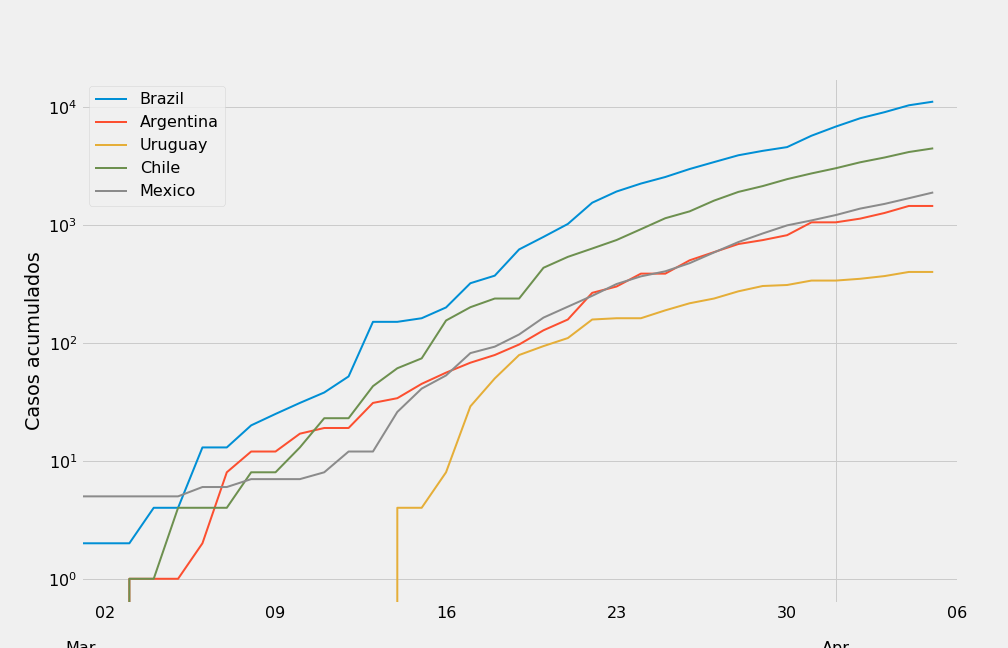 Brazil
Argentina
Uruguay
Chile
Mexico
Casos acumulados
10⁴
10³
10²
10¹
10⁰
02 09 16 23 30 06
Mar Apr